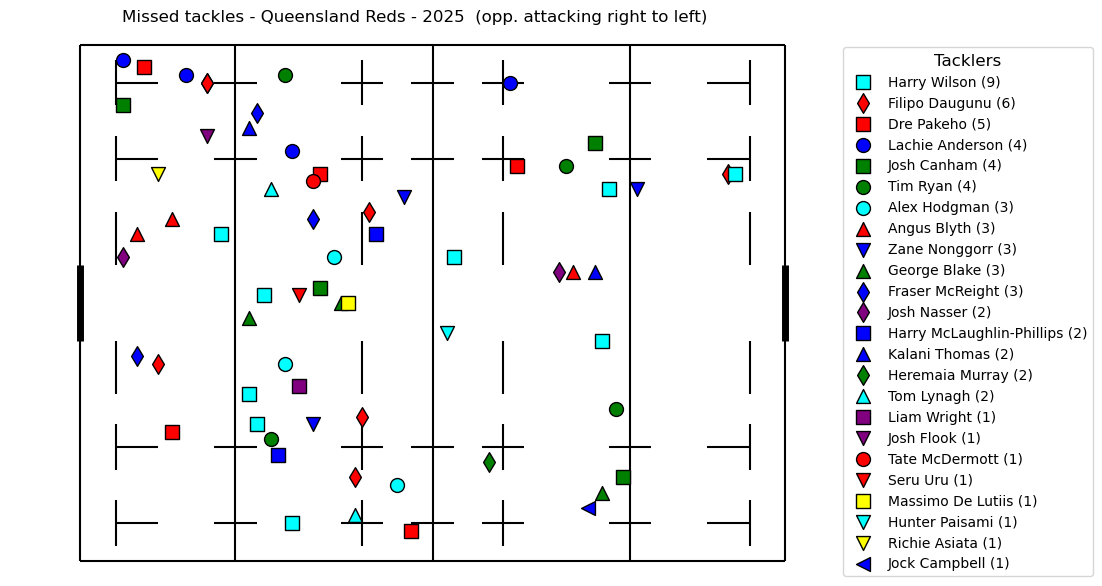 Missed tackles - Queensland Reds - 2025  (opp. attacking right to left)
Tacklers
Harry Wilson (9)
Filipo Daugunu (6)
Dre Pakeho (5)
Lachie Anderson (4)
Josh Canham (4)
Tim Ryan (4)
Alex Hodgman (3)
Angus Blyth (3)
Zane Nonggorr (3)
George Blake (3)
Fraser McReight (3)
Josh Nasser (2)
Harry McLaughlin-Phillips (2)
Kalani Thomas (2)
Heremaia Murray (2)
Tom Lynagh (2)
Liam Wright (1)
Josh Flook (1)
Tate McDermott (1)
Seru Uru (1)
Massimo De Lutiis (1)
Hunter Paisami (1)
Richie Asiata (1)
Jock Campbell (1)